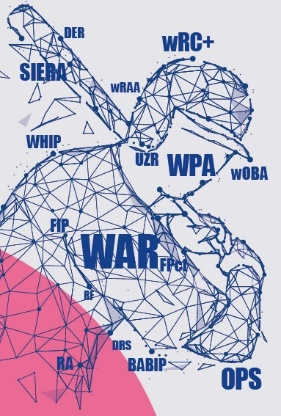 DER
wRC+
SIERA
wRAA
WHIP
UZR
WPA
wOBA
FIP
WAR
FPct
RF
DRS
RA
BABIP
OPS